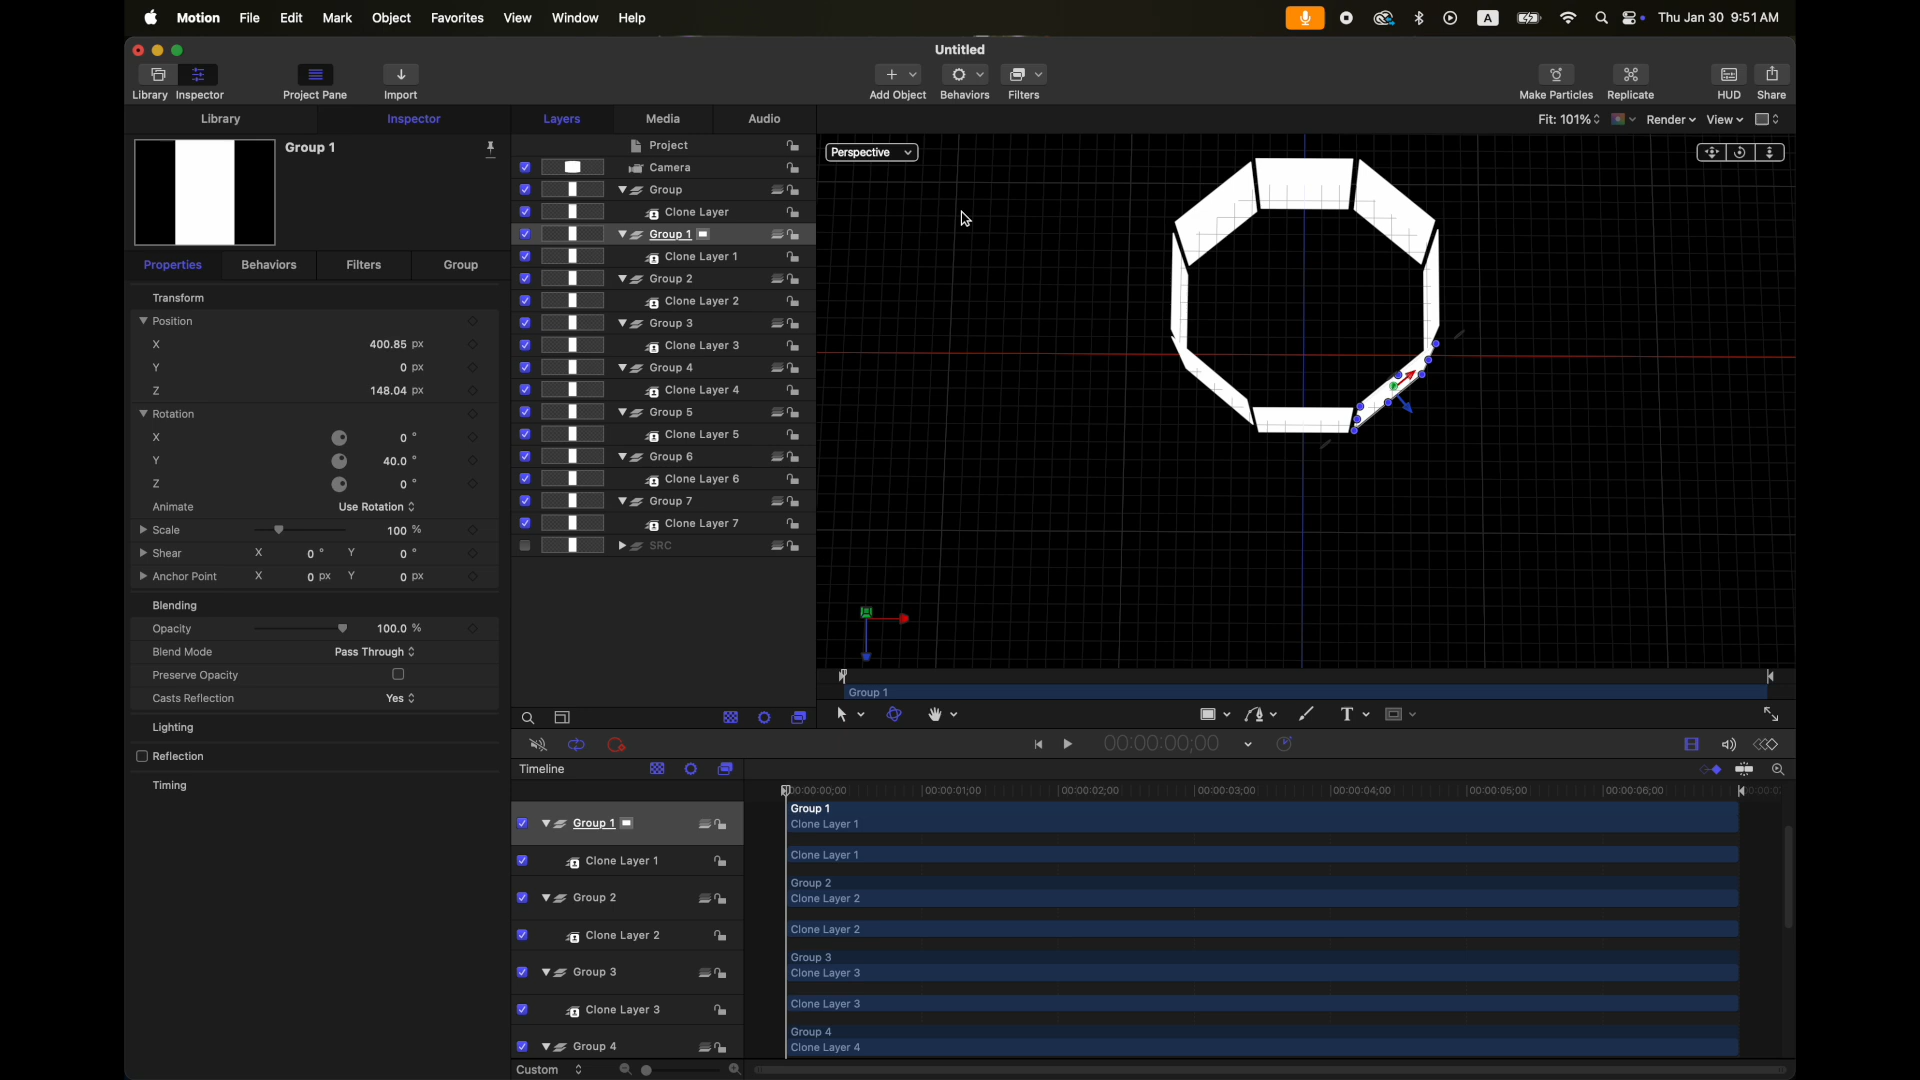 Motion File Edit Mark Object Favorites View Window Help A Thu Jan 30 9:51 AM
Untitled
Library Inspector Project Pane Import Add Object Behaviors Filters Make Particles Replicate HUD Share
Library Inspector Layers Media Audio Fit: 101% Render View
Group 1
Properties Behaviors Filters Group
Transform
Position
X 400.85 px
Y 0 px
Z 148.04 px
Rotation
X 0 °
Y 40.0 °
Z 0 °
Animate Use Rotation
Scale 100 %
Shear X 0 ° Y 0 °
Anchor Point X 0 px Y 0 px
Blending
Opacity 100.0 %
Blend Mode Pass Through
Preserve Opacity
Casts Reflection Yes
Lighting
Reflection
Timing
Project
Camera
Group
Clone Layer
Group 1
Clone Layer 1
Group 2
Clone Layer 2
Group 3
Clone Layer 3
Group 4
Clone Layer 4
Group 5
Clone Layer 5
Group 6
Clone Layer 6
Group 7
Clone Layer 7
SRC
Perspective
Group 1
T
00:00:00;00
Timeline
00:00:00;00 00:00:01;00 00:00:02;00 00:00:03;00 00:00:04;00 00:00:05;00 00:00:06;00
Group 1
Clone Layer 1
Group 2
Clone Layer 2
Group 3
Clone Layer 3
Group 4
Group 1
Clone Layer 1
Clone Layer 1
Group 2
Clone Layer 2
Clone Layer 2
Group 3
Clone Layer 3
Clone Layer 3
Group 4
Clone Layer 4
Custom